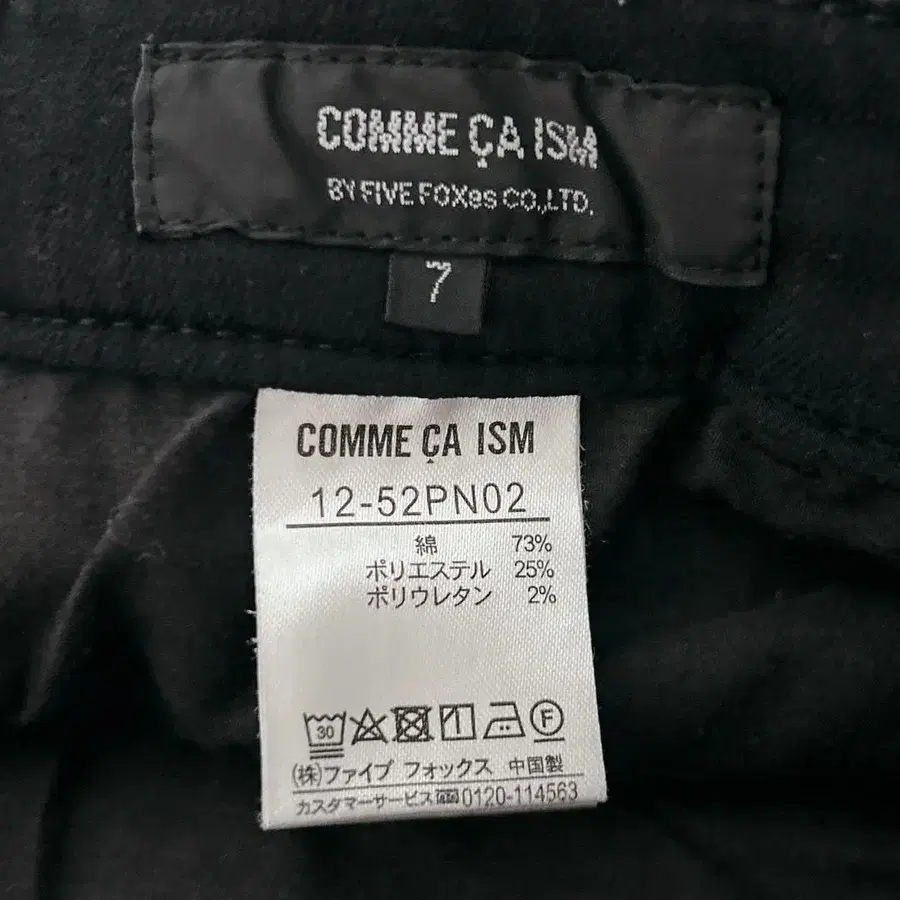 COMME ÇA ISM
BY FIVE FOXes CO.,LTD.
7
COMME ÇA ISM
12-52PN02
綿 73%
ポリエステル 25%
ポリウレタン 2%
30 F
(株)ファイブ フォックス 中国製
カスタマーサービス 0120-114563